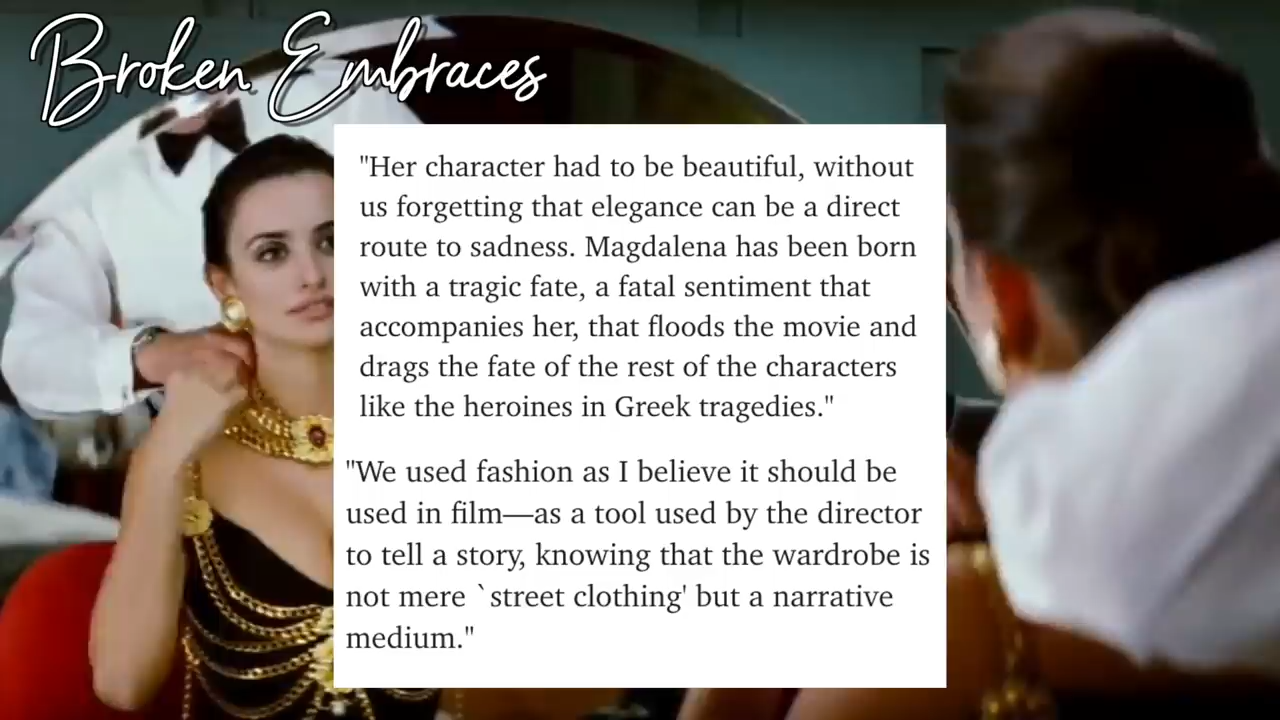 Broken Embraces
"Her character had to be beautiful, without
us forgetting that elegance can be a direct
route to sadness. Magdalena has been born
with a tragic fate, a fatal sentiment that
accompanies her, that floods the movie and
drags the fate of the rest of the characters
like the heroines in Greek tragedies."
"We used fashion as I believe it should be
used in film—as a tool used by the director
to tell a story, knowing that the wardrobe is
not mere `street clothing' but a narrative
medium."